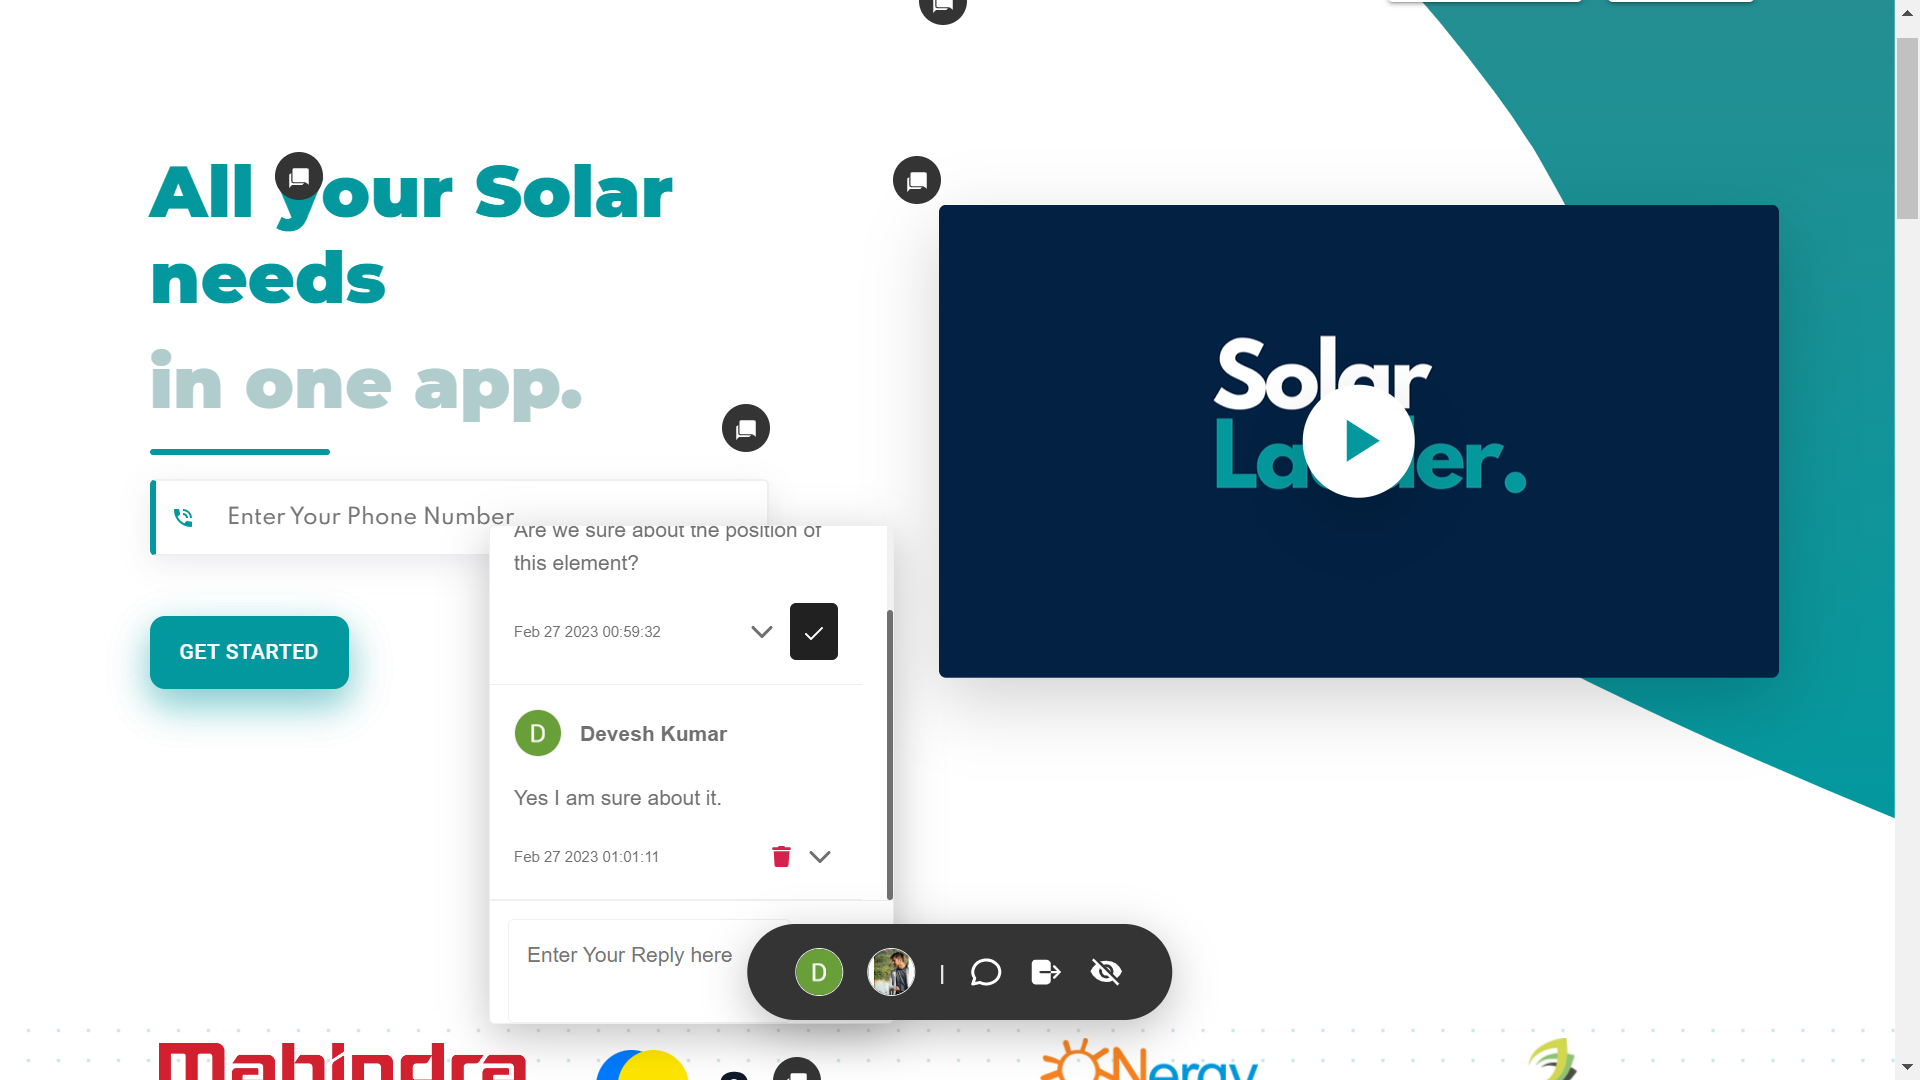 All your Solar
needs
in one app.
Enter Your Phone Number
GET STARTED
Solar
Are we sure about the position of
this element?
Feb 27 2023 00:59:32
D
Devesh Kumar
Yes I am sure about it.
Feb 27 2023 01:01:11
Enter Your Reply here
D
|
Mahindra
Nergy